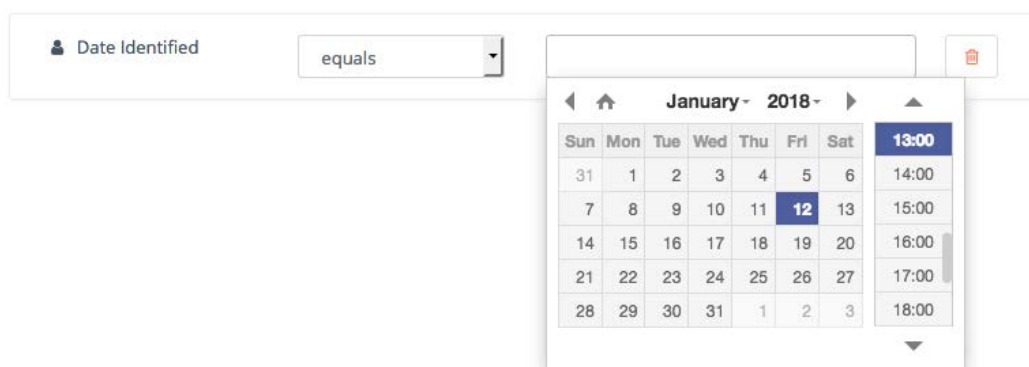 Date Identified
equals
January 2018
Sun Mon Tue Wed Thu Fri Sat
31 1 2 3 4 5 6
7 8 9 10 11 12 13
14 15 16 17 18 19 20
21 22 23 24 25 26 27
28 29 30 31 1 2 3
13:00
14:00
15:00
16:00
17:00
18:00